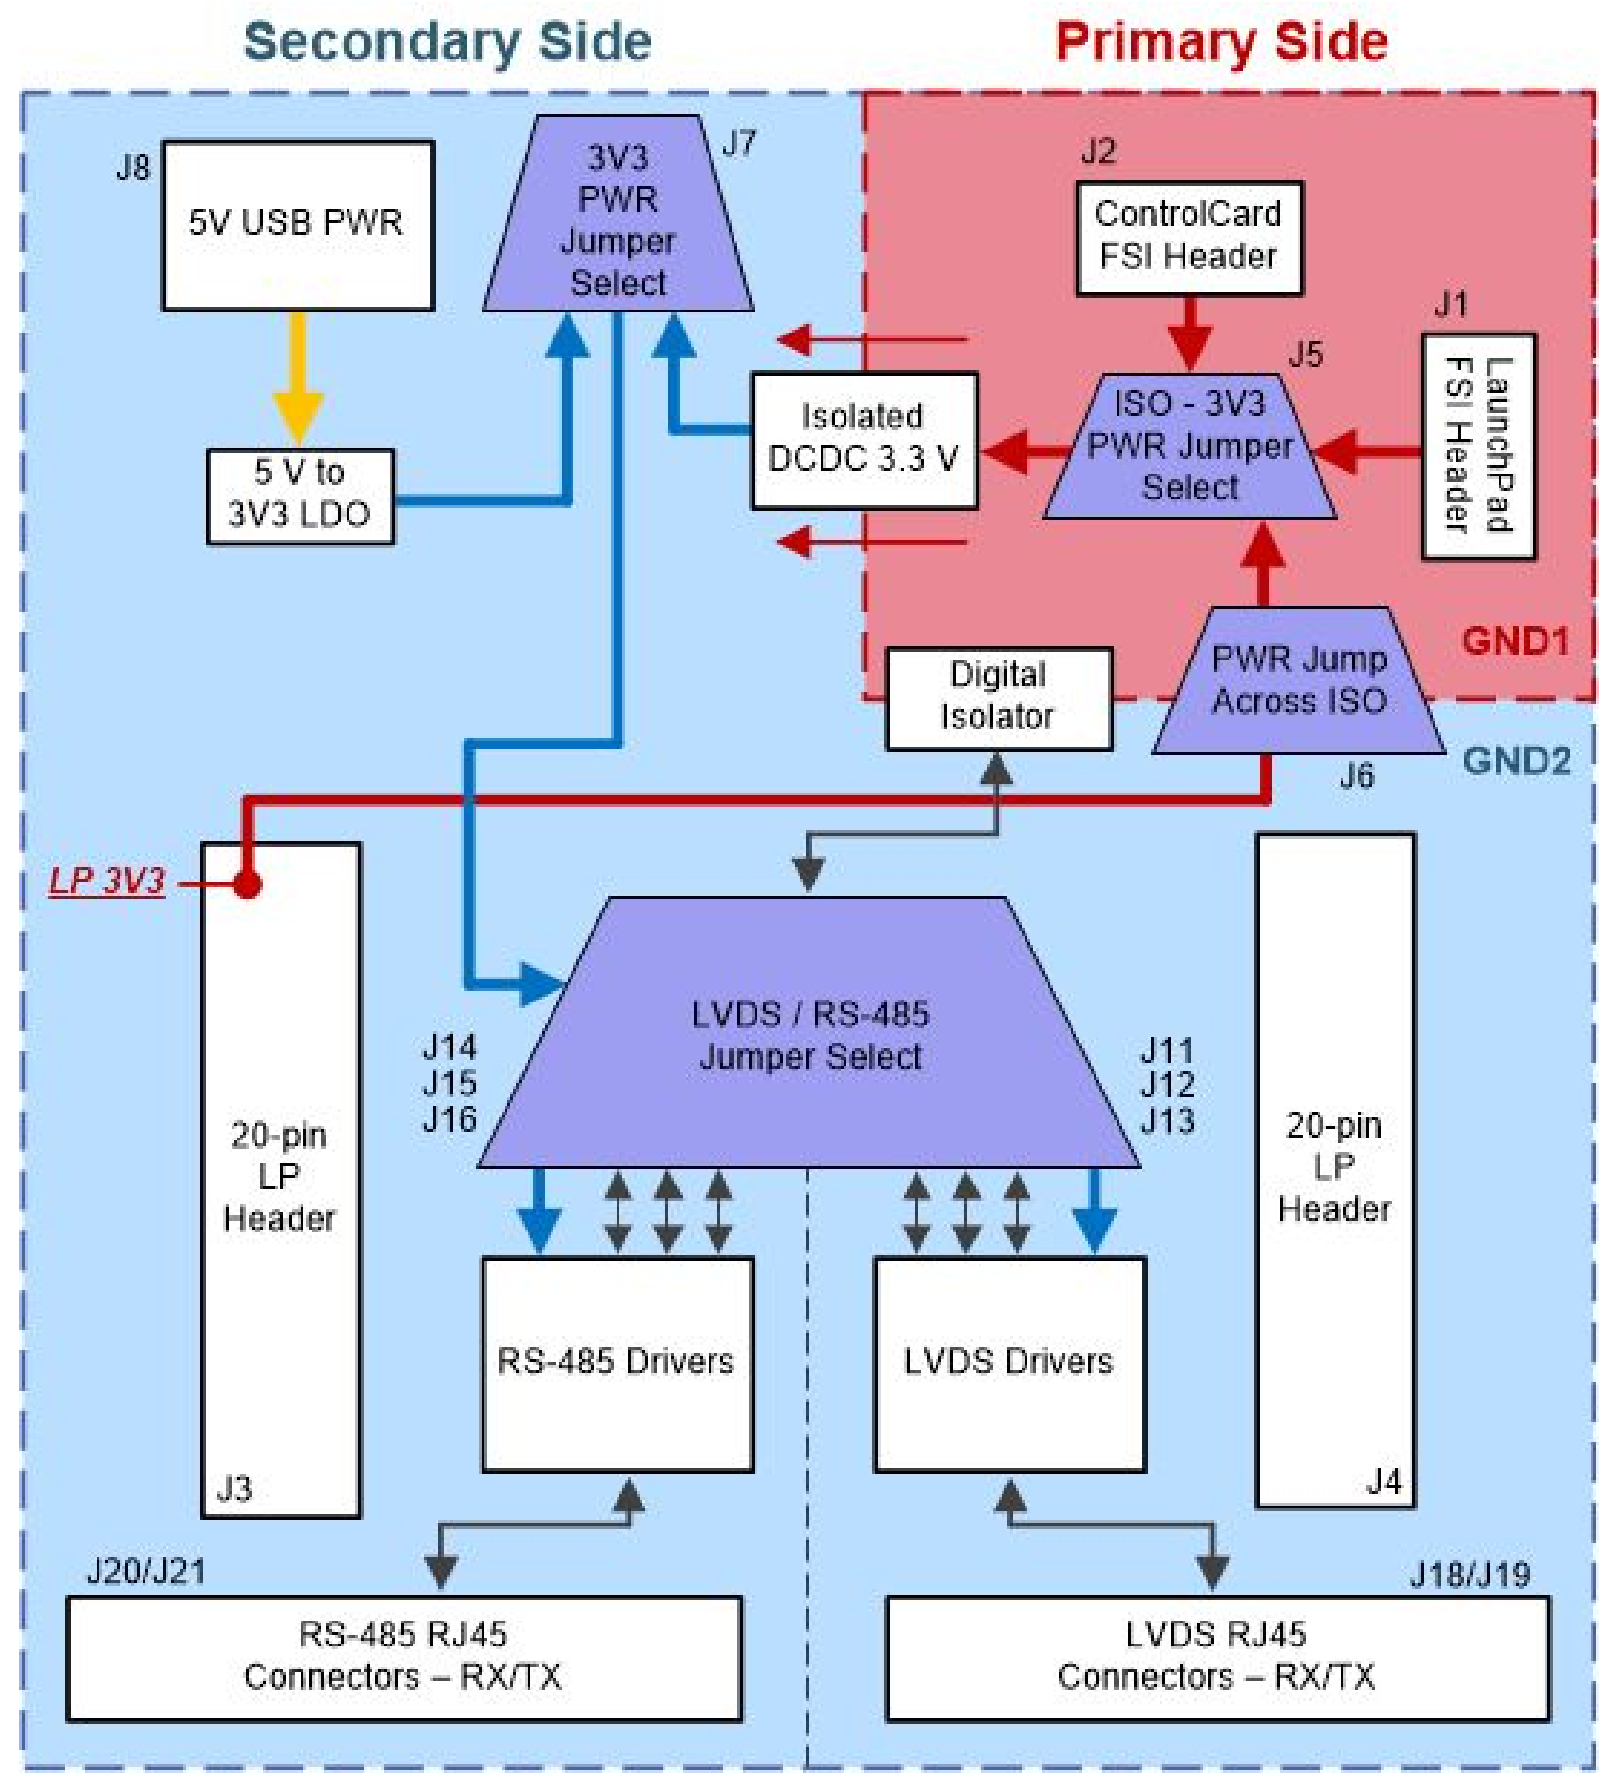 Secondary Side
Primary Side
J8
5V USB PWR
3V3
PWR
Jumper
Select
J7
J2
ControlCard
FSI Header
J1
LaunchPad
FSI Header
J5
ISO - 3V3
PWR Jumper
Select
Isolated
DCDC 3.3 V
5 V to
3V3 LDO
GND1
PWR Jump
Across ISO
Digital
Isolator
GND2
J6
LP 3V3
LVDS / RS-485
Jumper Select
J14
J15
J16
J11
J12
J13
20-pin
LP
Header
J3
20-pin
LP
Header
J4
RS-485 Drivers
LVDS Drivers
J20/J21
RS-485 RJ45
Connectors – RX/TX
J18/J19
LVDS RJ45
Connectors – RX/TX